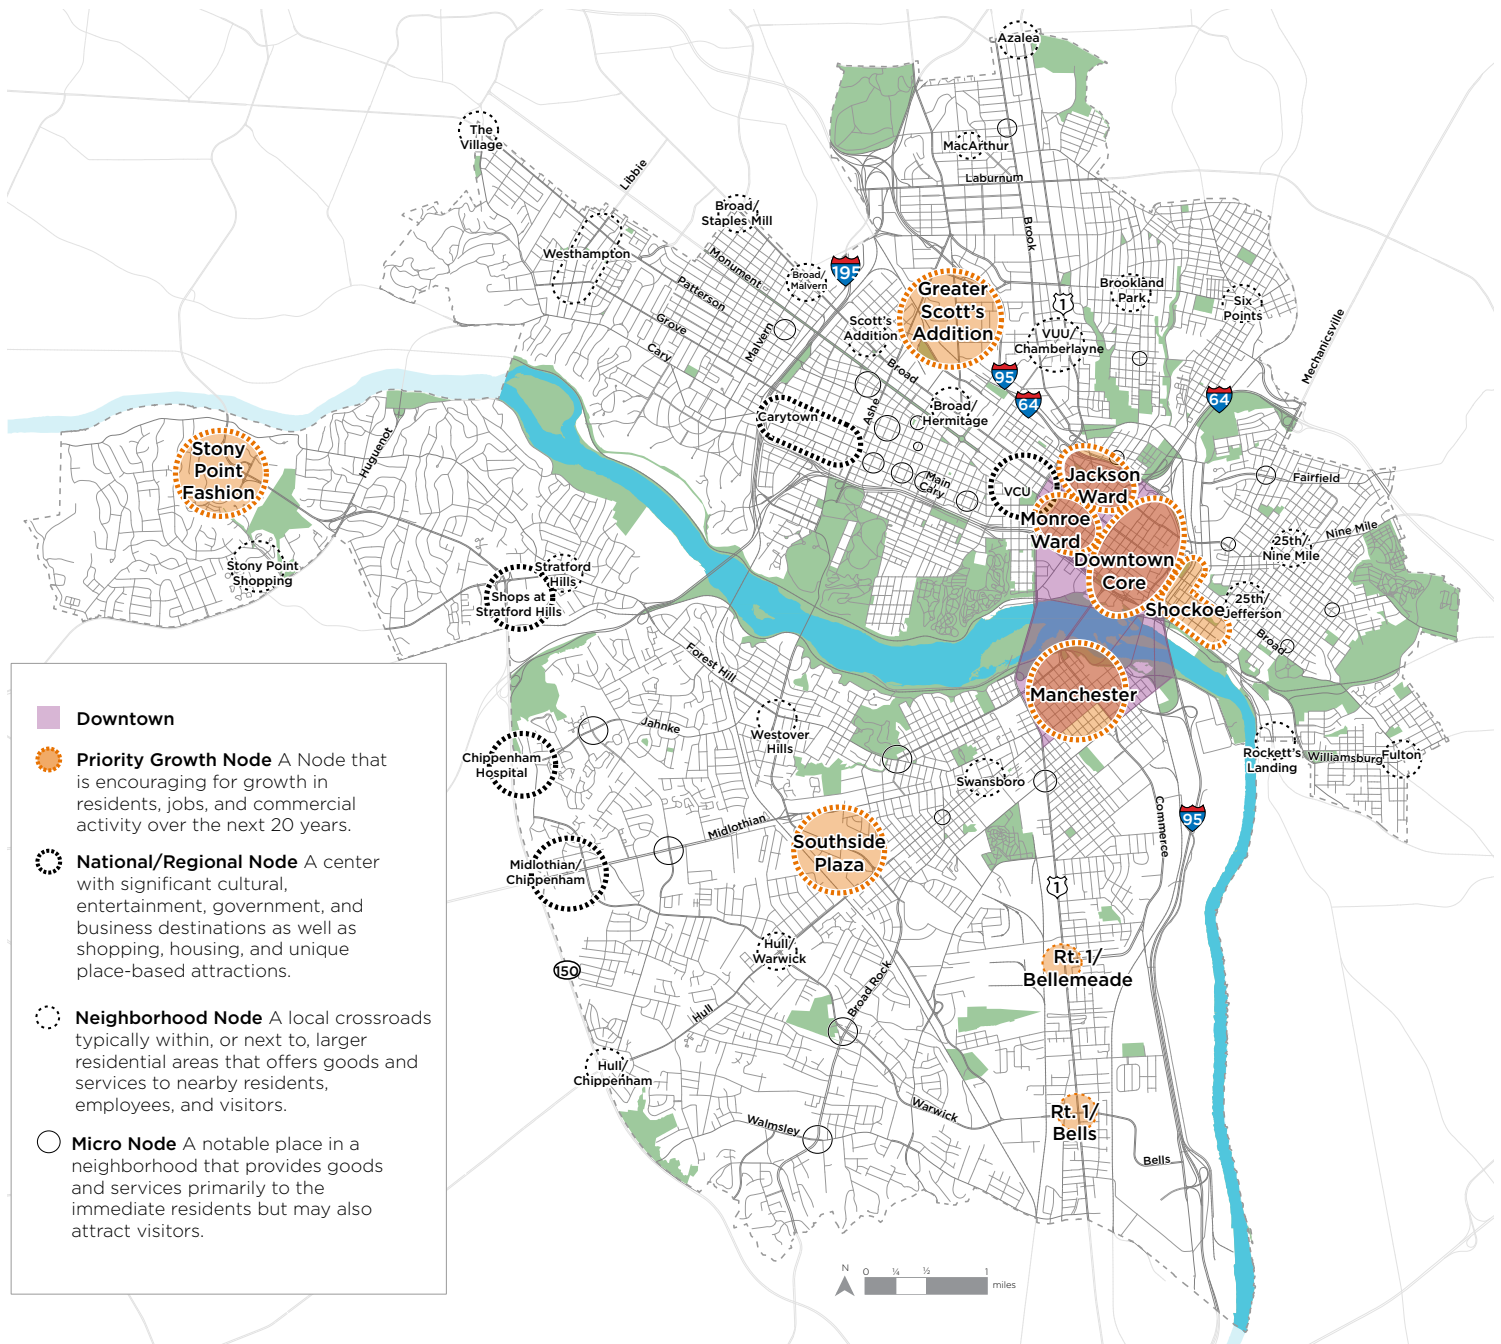 Azalea
The
Village
MacArthur
Laburnum
Libbie
Broad/
Staples Mill
Brook
Westhampton
Monument
Broad/
Malvern
195
Patterson
Greater
Scott's
Addition
Brookland
Park
Six
Points
1
Grove
Scott's
Addition
VUU/
Chamberlayne
Mechanicsville
Malvern
Cary
Broad
95
64
64
Carytown
Ashe
Broad/
Hermitage
Huguenot
Stony
Point
Fashion
Main
Cary
VCU
Jackson
Ward
Fairfield
Monroe
Ward
Nine Mile
25th/
Nine Mile
Downtown
Core
Stony Point
Shopping
Stratford
Hills
Shops at
Stratford Hills
Shockoe
25th/
Jefferson
Broad
Forest Hill
Manchester
Jahnke
Westover
Hills
Chippenham
Hospital
Swansboro
Rockett's
Landing
Williamsburg
Fulton
Commerce
95
Midlothian
Southside
Plaza
Midlothian/
Chippenham
1
Hull/
Warwick
Rt. 1/
Bellemeade
150
Broad Rock
Hull
Hull/
Chippenham
Warwick
Rt. 1/
Bells
Walmsley
Bells
Downtown
Priority Growth Node A Node that
is encouraging for growth in
residents, jobs, and commercial
activity over the next 20 years.
National/Regional Node A center
with significant cultural,
entertainment, government, and
business destinations as well as
shopping, housing, and unique
place-based attractions.
Neighborhood Node A local crossroads
typically within, or next to, larger
residential areas that offers goods and
services to nearby residents,
employees, and visitors.
Micro Node A notable place in a
neighborhood that provides goods
and services primarily to the
immediate residents but may also
attract visitors.
N
0 ¼ ½ 1
miles